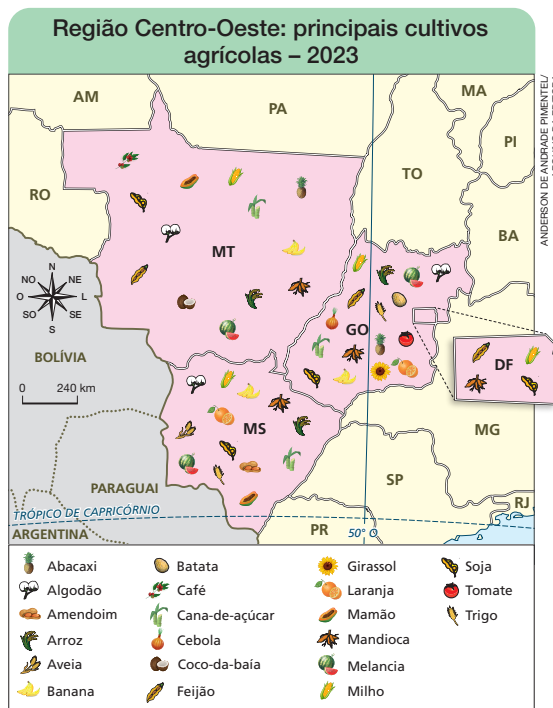 Região Centro-Oeste: principais cultivos
agrícolas – 2023
ANDERSON DE ANDRADE PIMENTEL/
AM
PA
MA
PI
RO
TO
BA
MT
N
NO
NE
O
L
SO
SE
S
GO
DF
BOLÍVIA
0
240 km
MS
MG
PARAGUAI
SP
RJ
TRÓPICO DE CAPRICÓRNIO
ARGENTINA
PR
50° O
Abacaxi
Algodão
Amendoim
Arroz
Aveia
Banana
Batata
Café
Cana-de-açúcar
Cebola
Coco-da-baía
Feijão
Girassol
Laranja
Mamão
Mandioca
Melancia
Milho
Soja
Tomate
Trigo